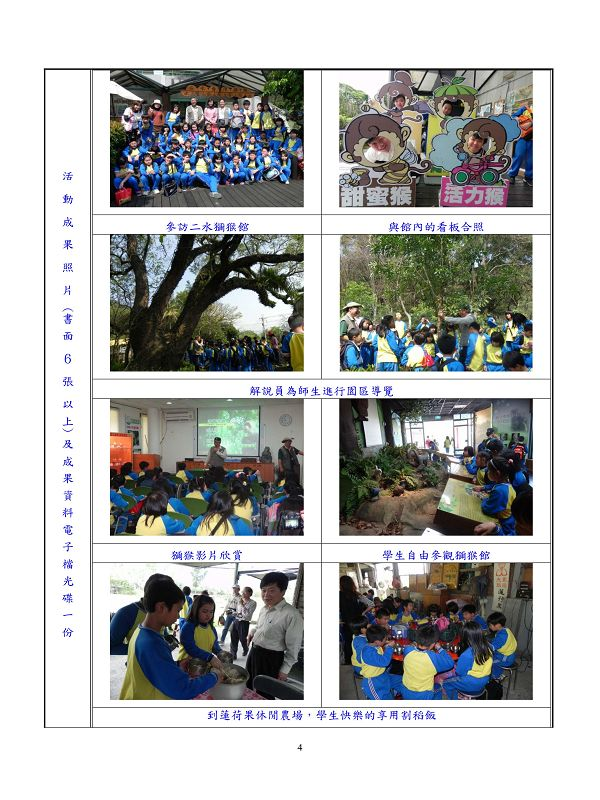 活動成果照片（書面6張以上）及成果資料電子檔光碟一份
甜蜜猴
活力猴
參訪二水獼猴館
與館內的看板合照
解說員為師生進行園區導覽
獼猴影片欣賞
學生自由參觀獼猴館
到蓮荷果休閒農場，學生快樂的享用割稻飯
4